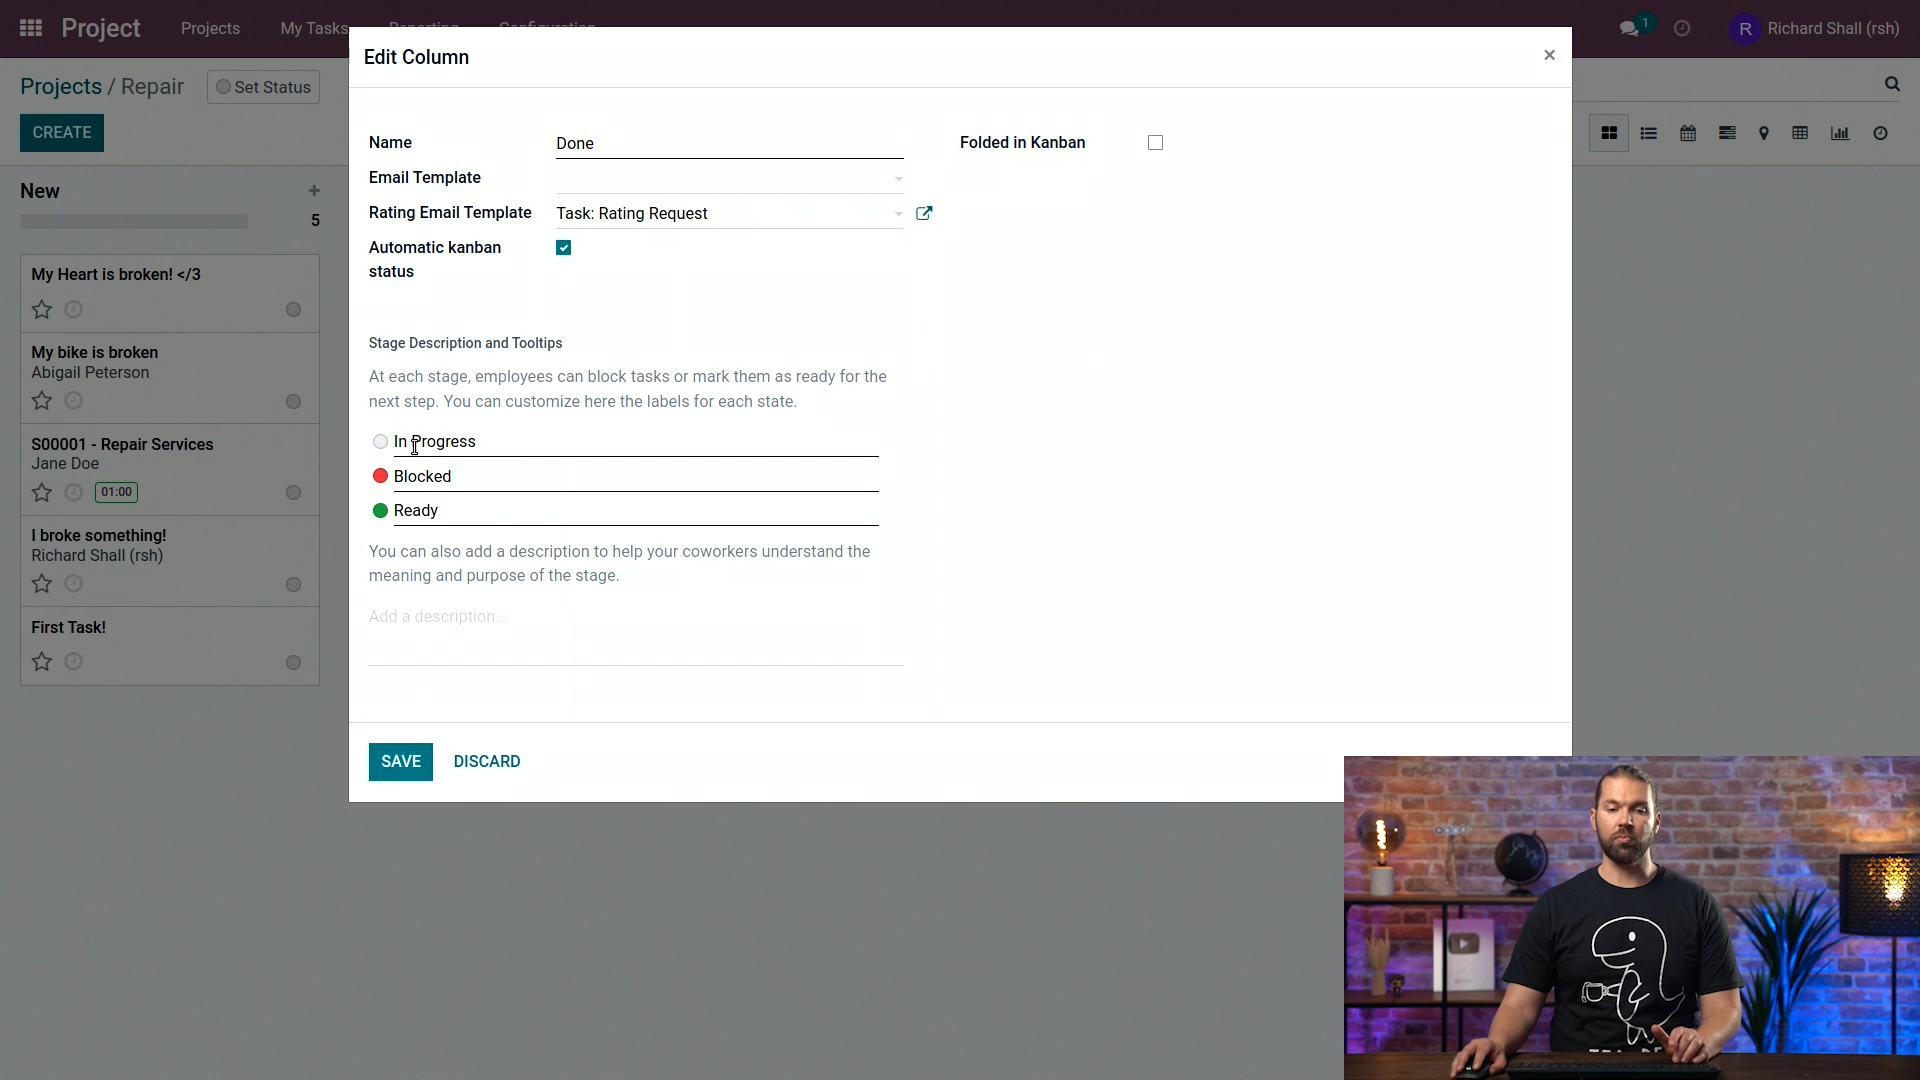 Project
Projects
My Tasks
Reporting
Configuration
1
R
Richard Shall (rsh)
Projects / Repair
Set Status
CREATE
New
5
My Heart is broken! </3
My bike is broken
Abigail Peterson
S00001 - Repair Services
Jane Doe
01:00
I broke something!
Richard Shall (rsh)
First Task!
Edit Column
Name
Done
Folded in Kanban
Email Template
Rating Email Template
Task: Rating Request
Automatic kanban
status
Stage Description and Tooltips
At each stage, employees can block tasks or mark them as ready for the
next step. You can customize here the labels for each state.
In Progress
Blocked
Ready
You can also add a description to help your coworkers understand the
meaning and purpose of the stage.
Add a description...
SAVE
DISCARD